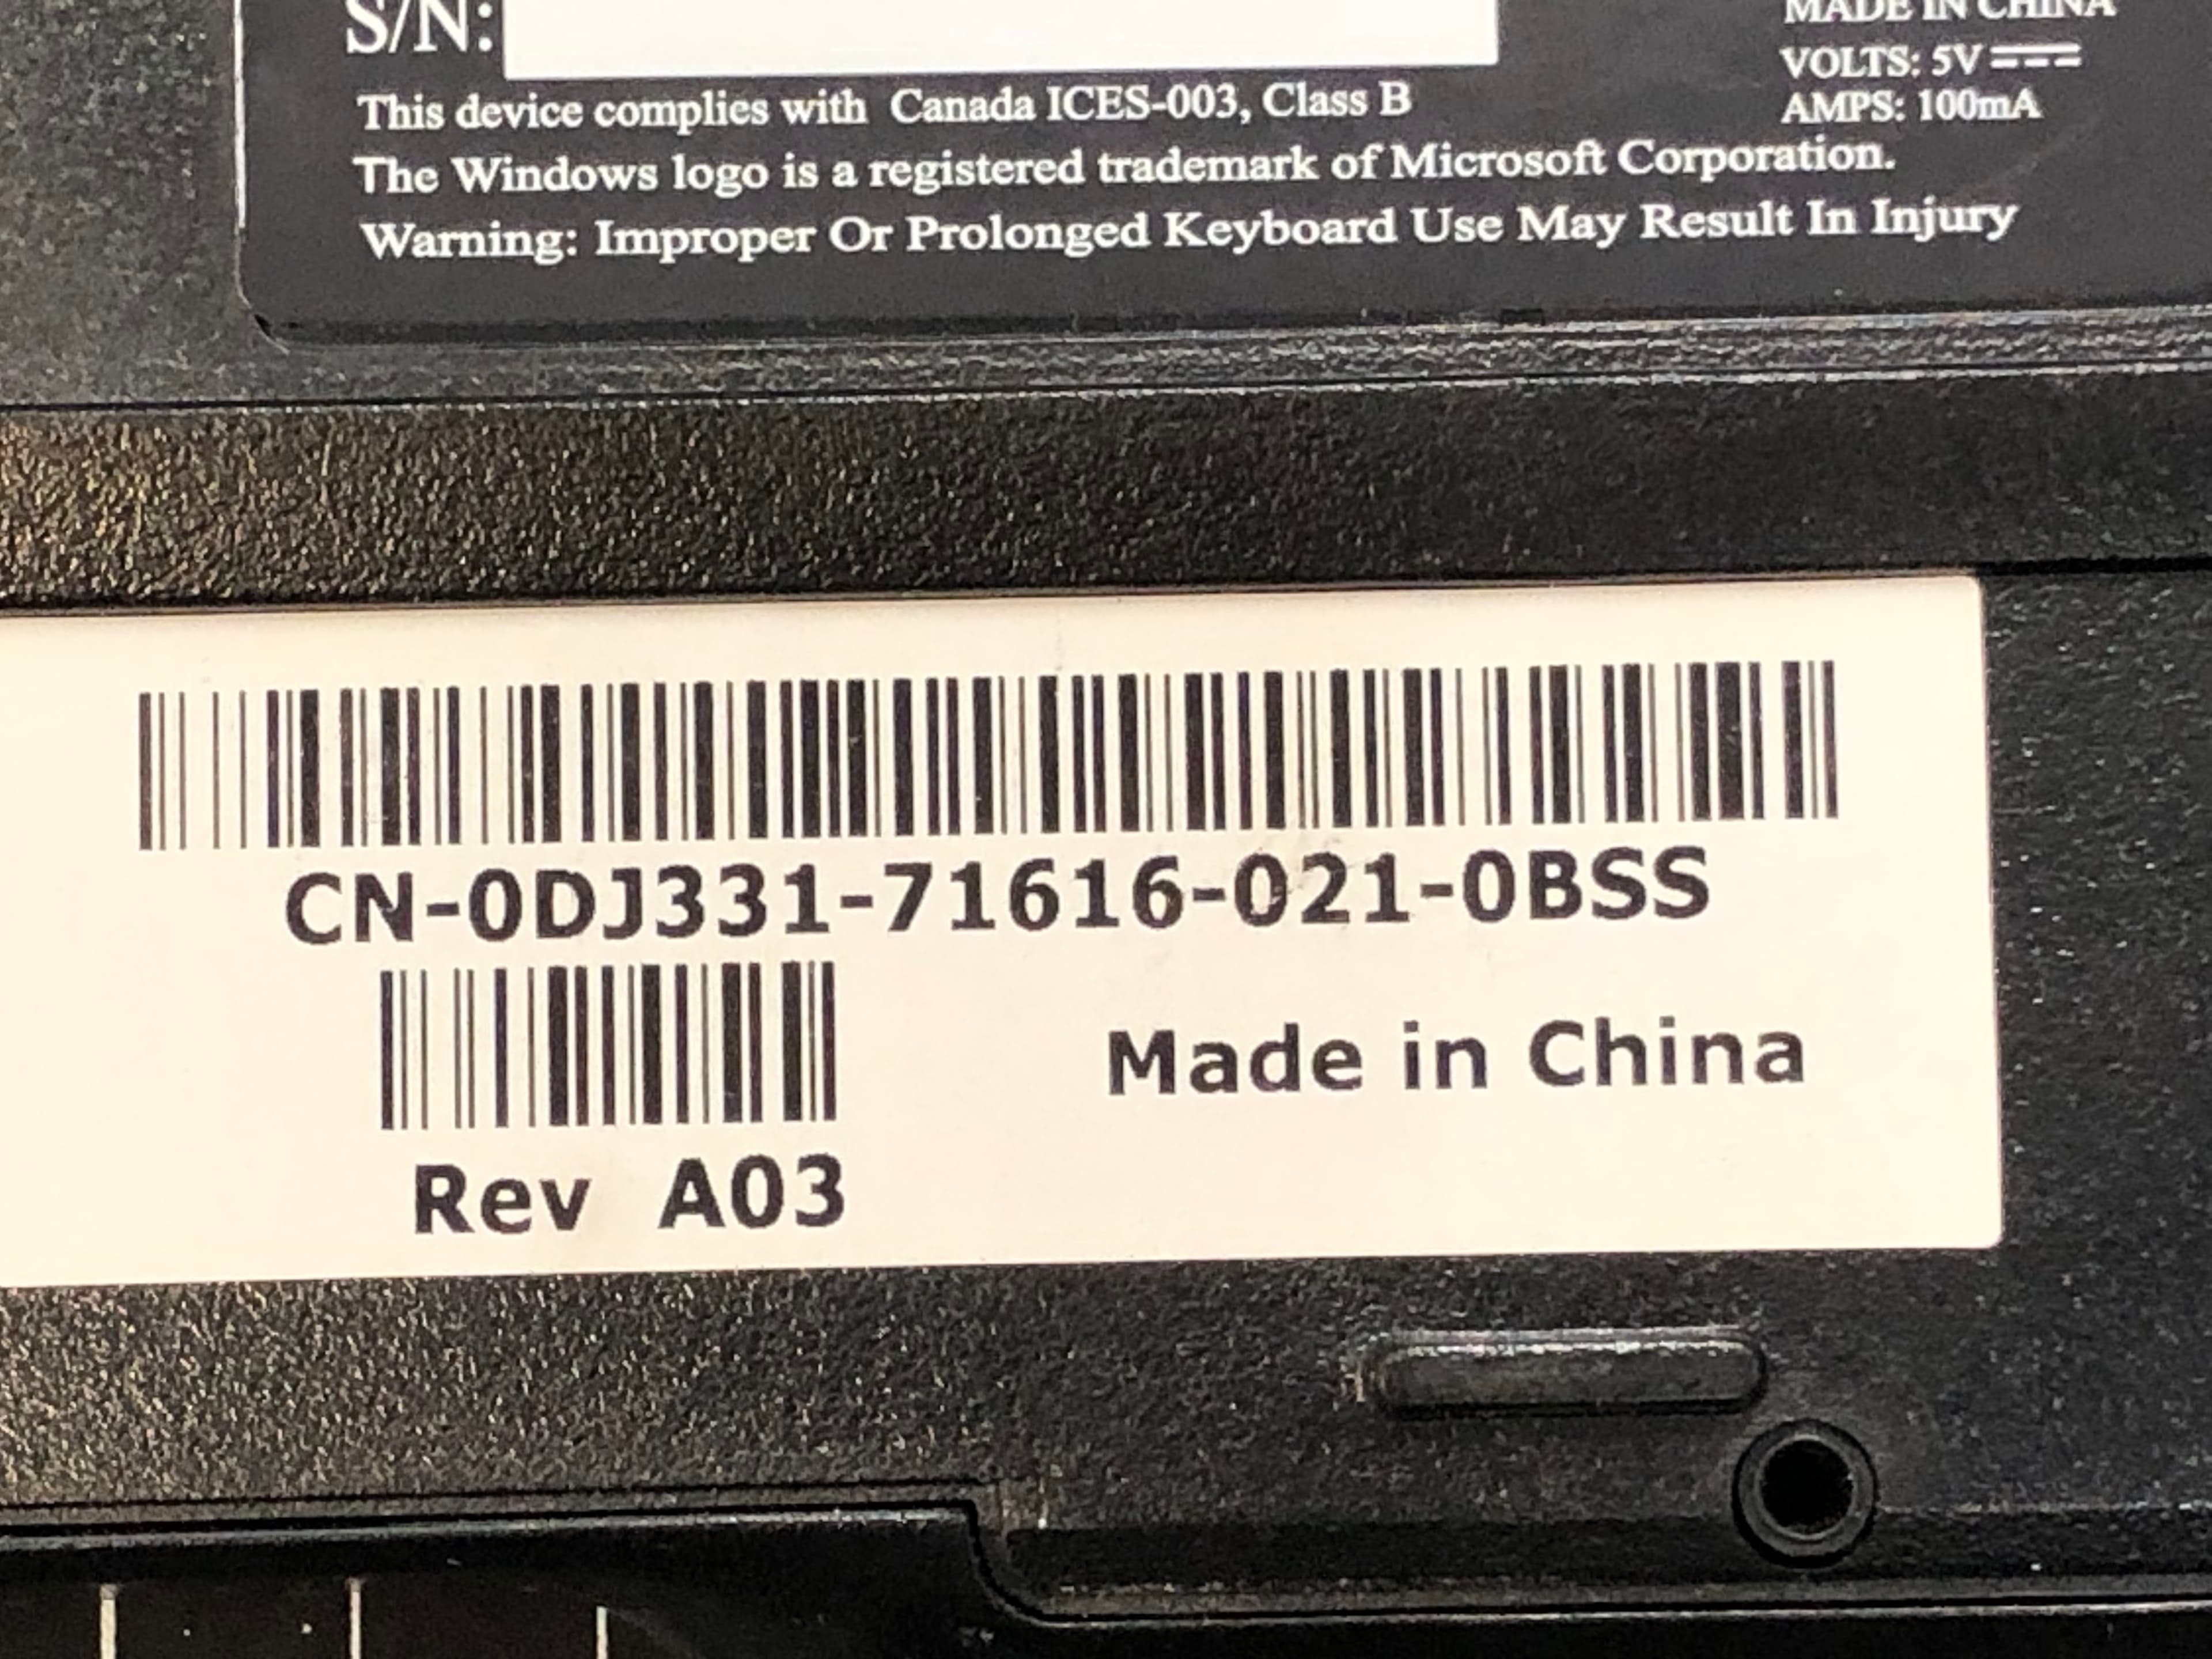 S/N:
MADE IN CHINA
VOLTS: 5V
AMPS: 100mA
This device complies with Canada ICES-003, Class B
The Windows logo is a registered trademark of Microsoft Corporation.
Warning: Improper Or Prolonged Keyboard Use May Result In Injury
CN-0DJ331-71616-021-0BSS
Made in China
Rev A03